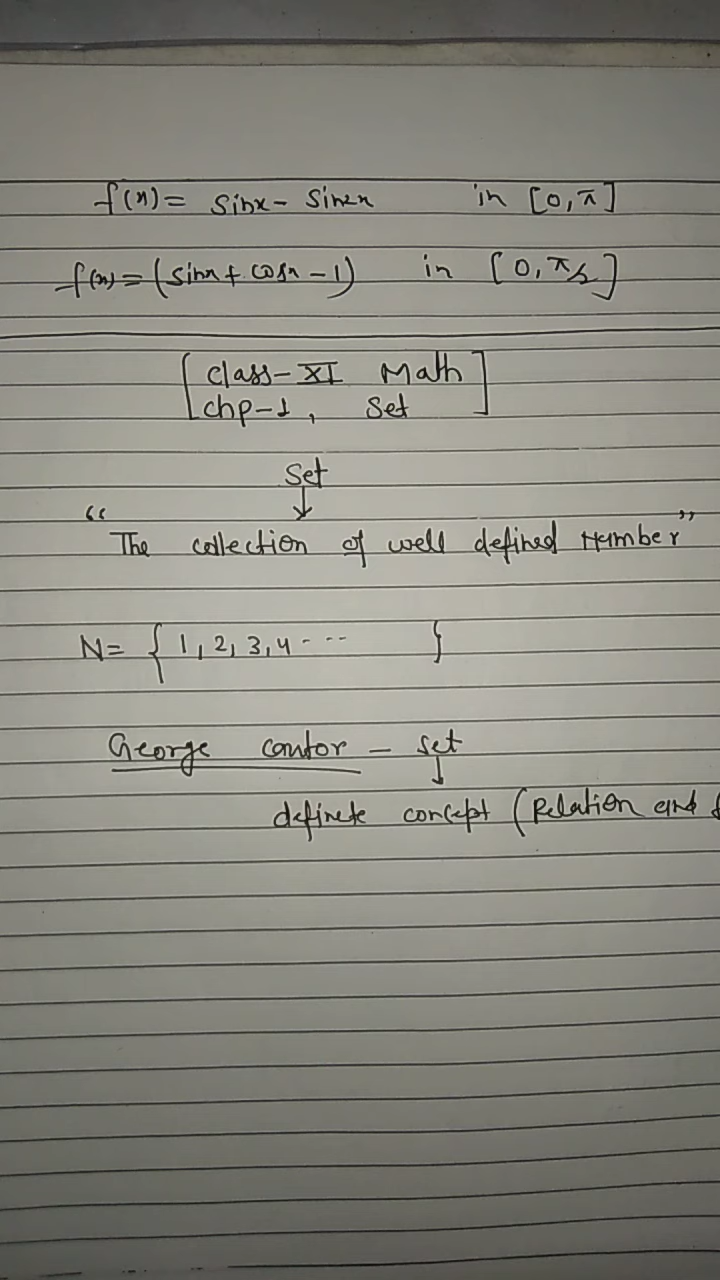 f(x) = sinx - sin2x in [0, π]
f(x) = (sinx + cosx - 1) in [0, π/2]
[class-XI Math
chp-1, Set]
Set
↓
"The collection of well defined Number"
N = { 1, 2, 3, 4 - - - }
George cantor - set
↓
definete concept (Relation and